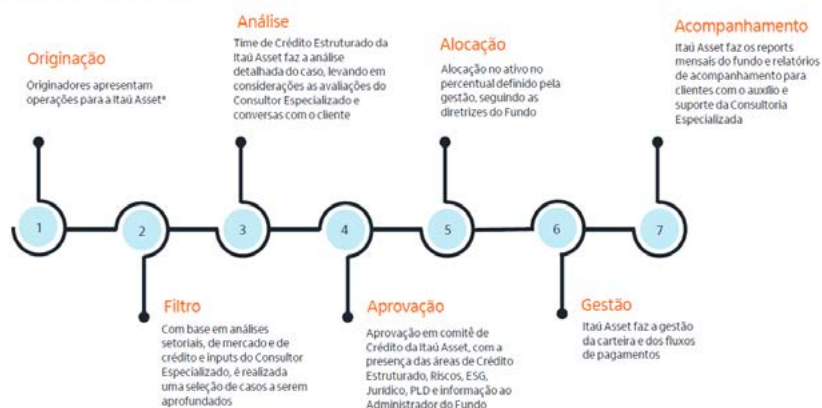 Originação
Originadores apresentam
operações para a Itaú Asset*
1
Filtro
Com base em análises
setoriais, de mercado e de
crédito e inputs do Consultor
Especializado, é realizada
uma seleção de casos a serem
aprofundados
2
Análise
Time de Crédito Estruturado da
Itaú Asset faz a análise
detalhada do caso, levando em
considerações as avaliações do
Consultor Especializado e
conversas com o cliente
3
Aprovação
Aprovação em comitê de
Crédito da Itaú Asset, com a
presença das áreas de Crédito
Estruturado, Riscos, ESG,
Jurídico, PLD e informação ao
Administrador do Fundo
4
Alocação
Alocação no ativo no
percentual definido pela
gestão, seguindo as
diretrizes do Fundo
5
Gestão
Itaú Asset faz a gestão
da carteira e dos fluxos
de pagamentos
6
Acompanhamento
Itaú Asset faz os reports
mensais do fundo e relatórios
de acompanhamento para
clientes com o auxílio e
suporte da Consultoria
Especializada
7